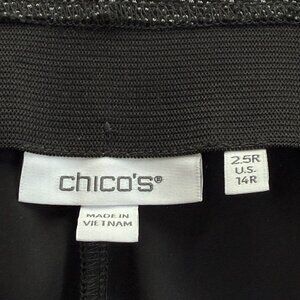 chico's®
MADE IN
VIETNAM
2.5R
U.S.
14R